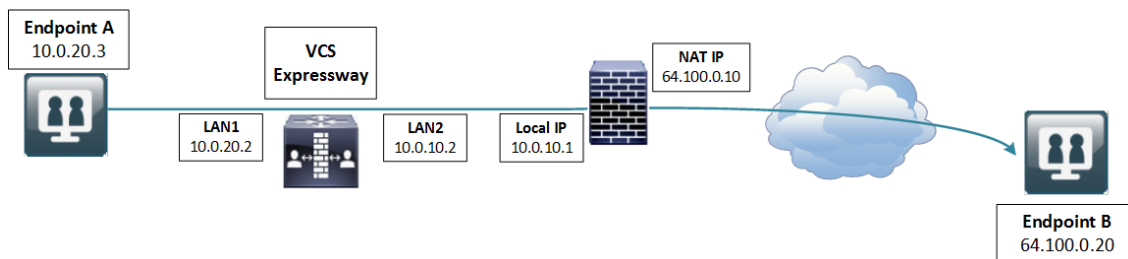 Endpoint A
10.0.20.3
VCS
Expressway
LAN1
10.0.20.2
LAN2
10.0.10.2
Local IP
10.0.10.1
NAT IP
64.100.0.10
Endpoint B
64.100.0.20